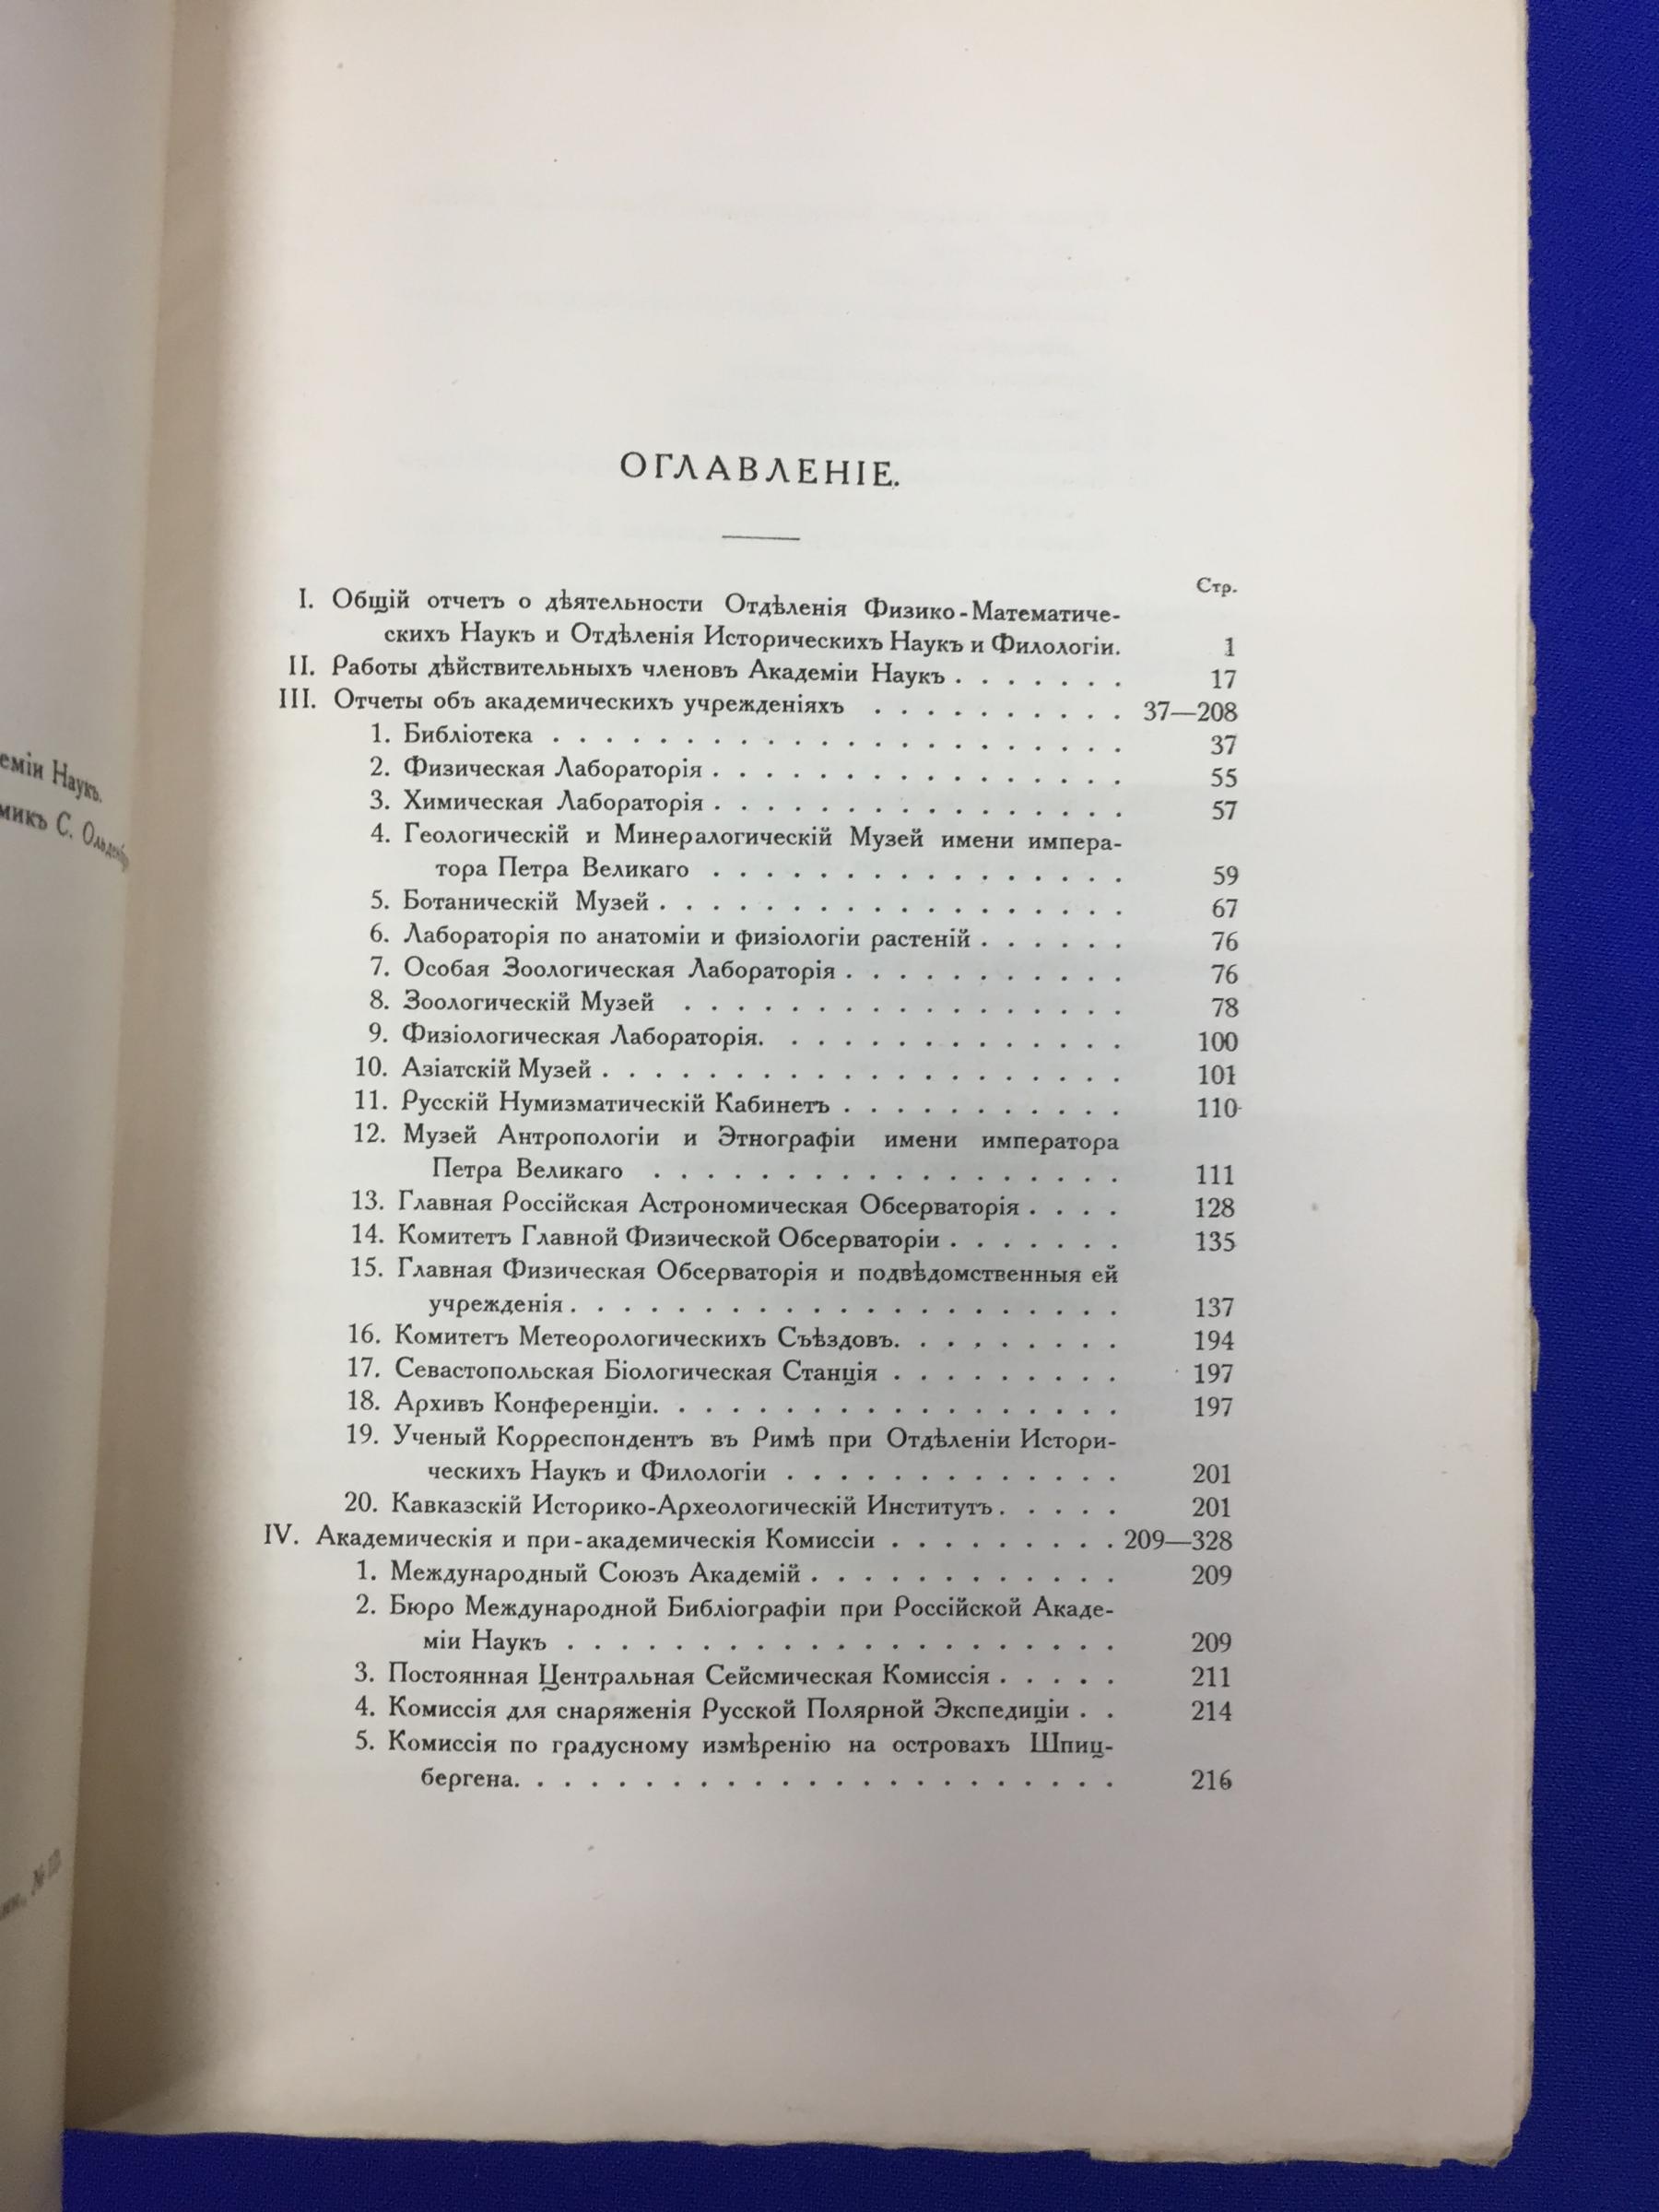 еміи Наукъ.
микъ С.
№
ОГЛАВЛЕНІЕ.
Стр.
I. Общій отчетъ о дѣятельности Отдѣленія Физико-Математиче-
скихъ Наукъ и Отдѣленія Историческихъ Наукъ и Филологіи. 1
II. Работы дѣйствительныхъ членовъ Академіи Наукъ . . . . . . . 17
III. Отчеты объ академическихъ учрежденіяхъ . . . . . . . . . . 37—208
1. Библіотека . . . . . . . . . . . . . . . . . . . . . . 37
2. Физическая Лабораторія . . . . . . . . . . . . . . . . 55
3. Химическая Лабораторія . . . . . . . . . . . . . . . . 57
4. Геологическій и Минералогическій Музей имени импера-
тора Петра Великаго . . . . . . . . . . . . . . . . 59
5. Ботаническій Музей . . . . . . . . . . . . . . . . . . 67
6. Лабораторія по анатоміи и физіологіи растеній . . . . . . 76
7. Особая Зоологическая Лабораторія . . . . . . . . . . . 76
8. Зоологическій Музей . . . . . . . . . . . . . . . . . 78
9. Физіологическая Лабораторія. . . . . . . . . . . . . . 100
10. Азіатскій Музей . . . . . . . . . . . . . . . . . . . . 101
11. Русскій Нумизматическій Кабинетъ . . . . . . . . . . . 110
12. Музей Антропологіи и Этнографіи имени императора
Петра Великаго . . . . . . . . . . . . . . . . . . 111
13. Главная Россійская Астрономическая Обсерваторія . . . . 128
14. Комитетъ Главной Физической Обсерваторіи . . . . . . . 135
15. Главная Физическая Обсерваторія и подвѣдомственныя ей
учрежденія . . . . . . . . . . . . . . . . . . . . . 137
16. Комитетъ Метеорологическихъ Съѣздовъ. . . . . . . . . 194
17. Севастопольская Біологическая Станція . . . . . . . . . 197
18. Архивъ Конференціи. . . . . . . . . . . . . . . . . . 197
19. Ученый Корреспондентъ въ Римѣ при Отдѣленіи Истори-
ческихъ Наукъ и Филологіи . . . . . . . . . . . . . 201
20. Кавказскій Историко-Археологическій Институтъ . . . . . 201
IV. Академическія и при-академическія Комиссіи . . . . . . . . . 209—328
1. Международный Союзъ Академій . . . . . . . . . . . . 209
2. Бюро Международной Библіографіи при Россійской Акаде-
міи Наукъ . . . . . . . . . . . . . . . . . . . . . 209
3. Постоянная Центральная Сейсмическая Комиссія . . . . . 211
4. Комиссія для снаряженія Русской Полярной Экспедиціи . . 214
5. Комиссія по градусному измѣренію на островахъ Шпиц-
бергена. . . . . . . . . . . . . . . . . . . . . . . 216